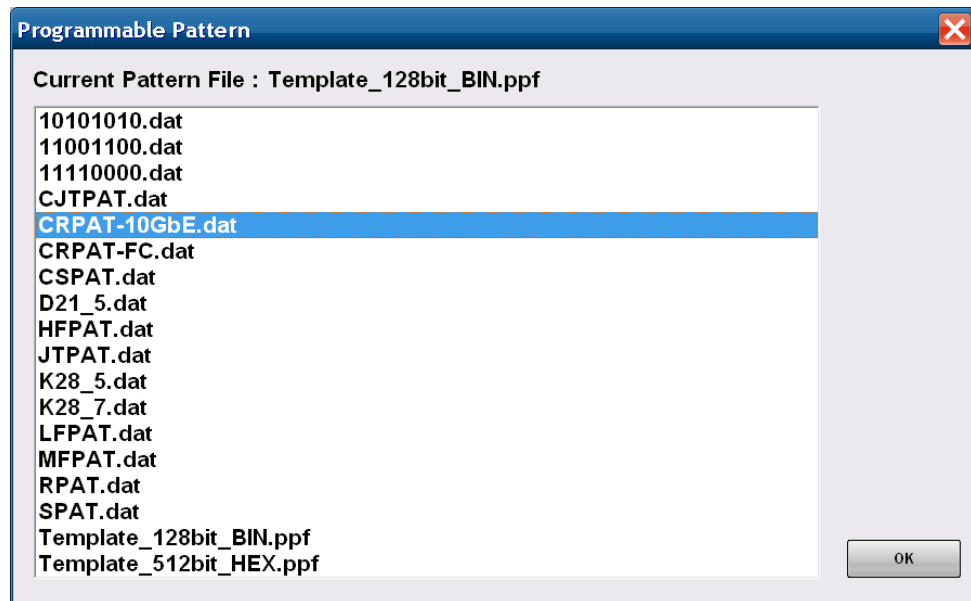 Programmable Pattern
Current Pattern File : Template_128bit_BIN.ppf
10101010.dat
11001100.dat
11110000.dat
CJTPAT.dat
CRPAT-10GbE.dat
CRPAT-FC.dat
CSPAT.dat
D21_5.dat
HFPAT.dat
JTPAT.dat
K28_5.dat
K28_7.dat
LFPAT.dat
MFPAT.dat
RPAT.dat
SPAT.dat
Template_128bit_BIN.ppf
Template_512bit_HEX.ppf
OK